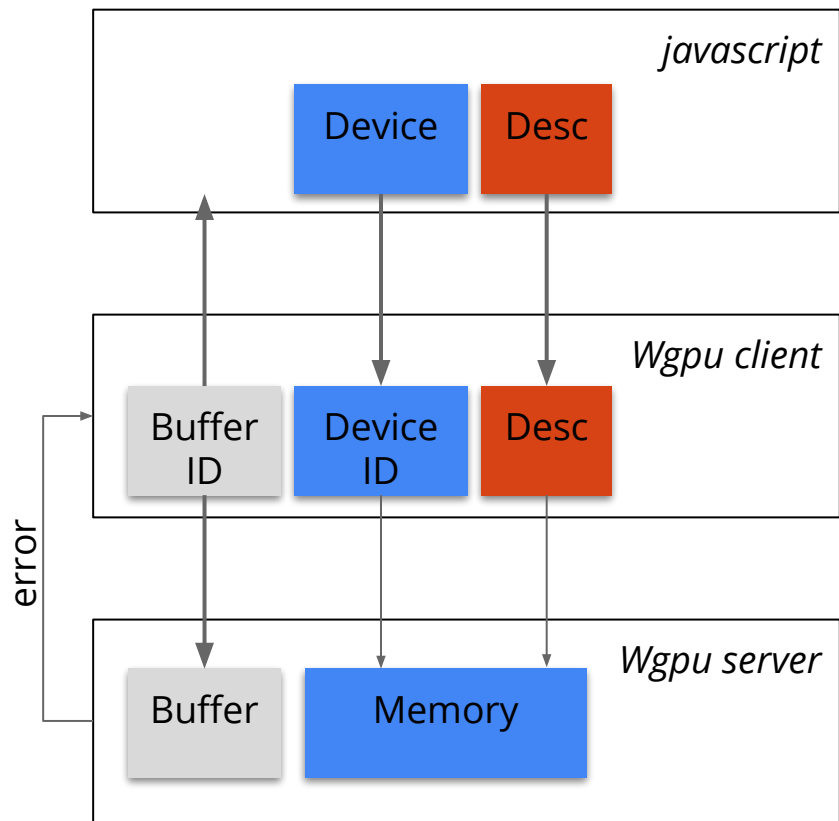 javascript
Device
Desc
Wgpu client
Buffer
ID
Device
ID
Desc
error
Wgpu server
Buffer
Memory